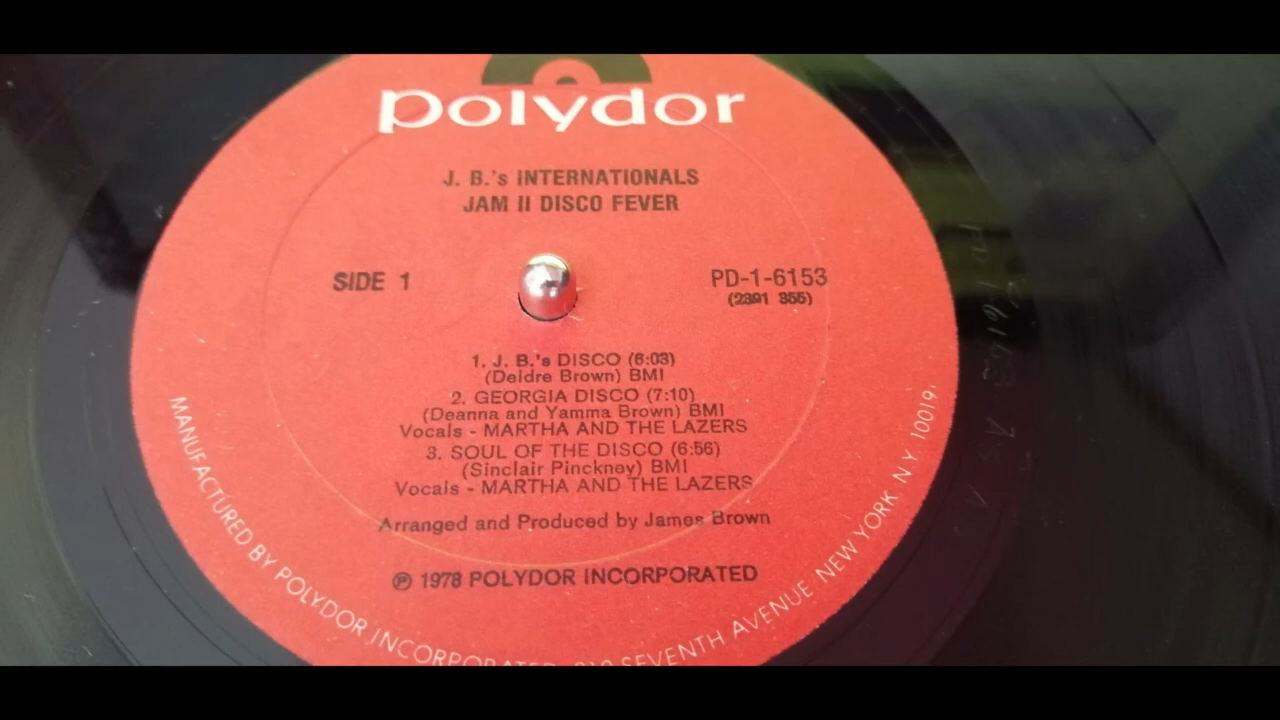 polydor
J. B.'s INTERNATIONALS
JAM II DISCO FEVER
SIDE 1
PD-1-6153
(2391 355)
1. J. B.'s DISCO (6:03)
(Deidre Brown) BMI
2. GEORGIA DISCO (7:10)
(Deanna and Yamma Brown) BMI
Vocals - MARTHA AND THE LAZERS
3. SOUL OF THE DISCO (6:56)
(Sinclair Pinckney) BMI
Vocals - MARTHA AND THE LAZERS
Arranged and Produced by James Brown
℗ 1978 POLYDOR INCORPORATED
MANUFACTURED BY POLYDOR INCORPORATED, 810 SEVENTH AVENUE NEW YORK N Y 10019.